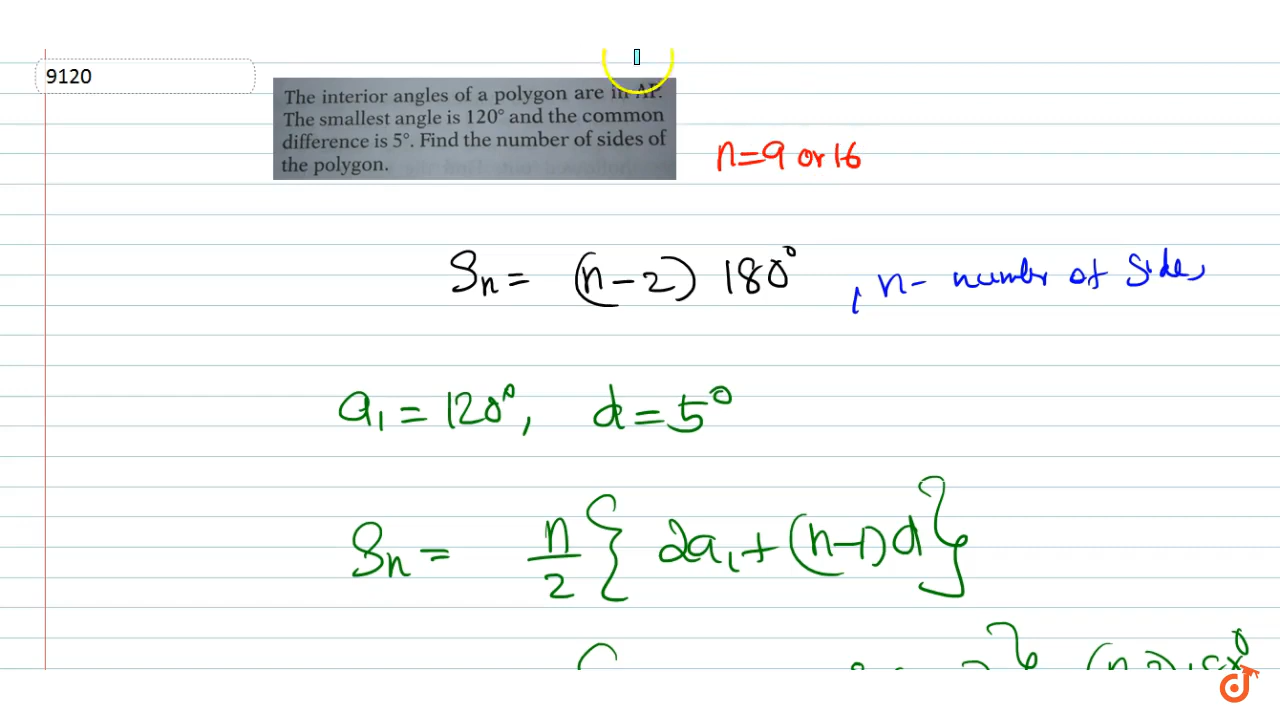 9120
The interior angles of a polygon are in AP.
The smallest angle is 120° and the common
difference is 5°. Find the number of sides of
the polygon.
n=9 or 16
Sn = (n-2) 180° , n- number of sides
a1 = 120°, d = 5°
Sn = n/2 { 2a1 + (n-1)d }